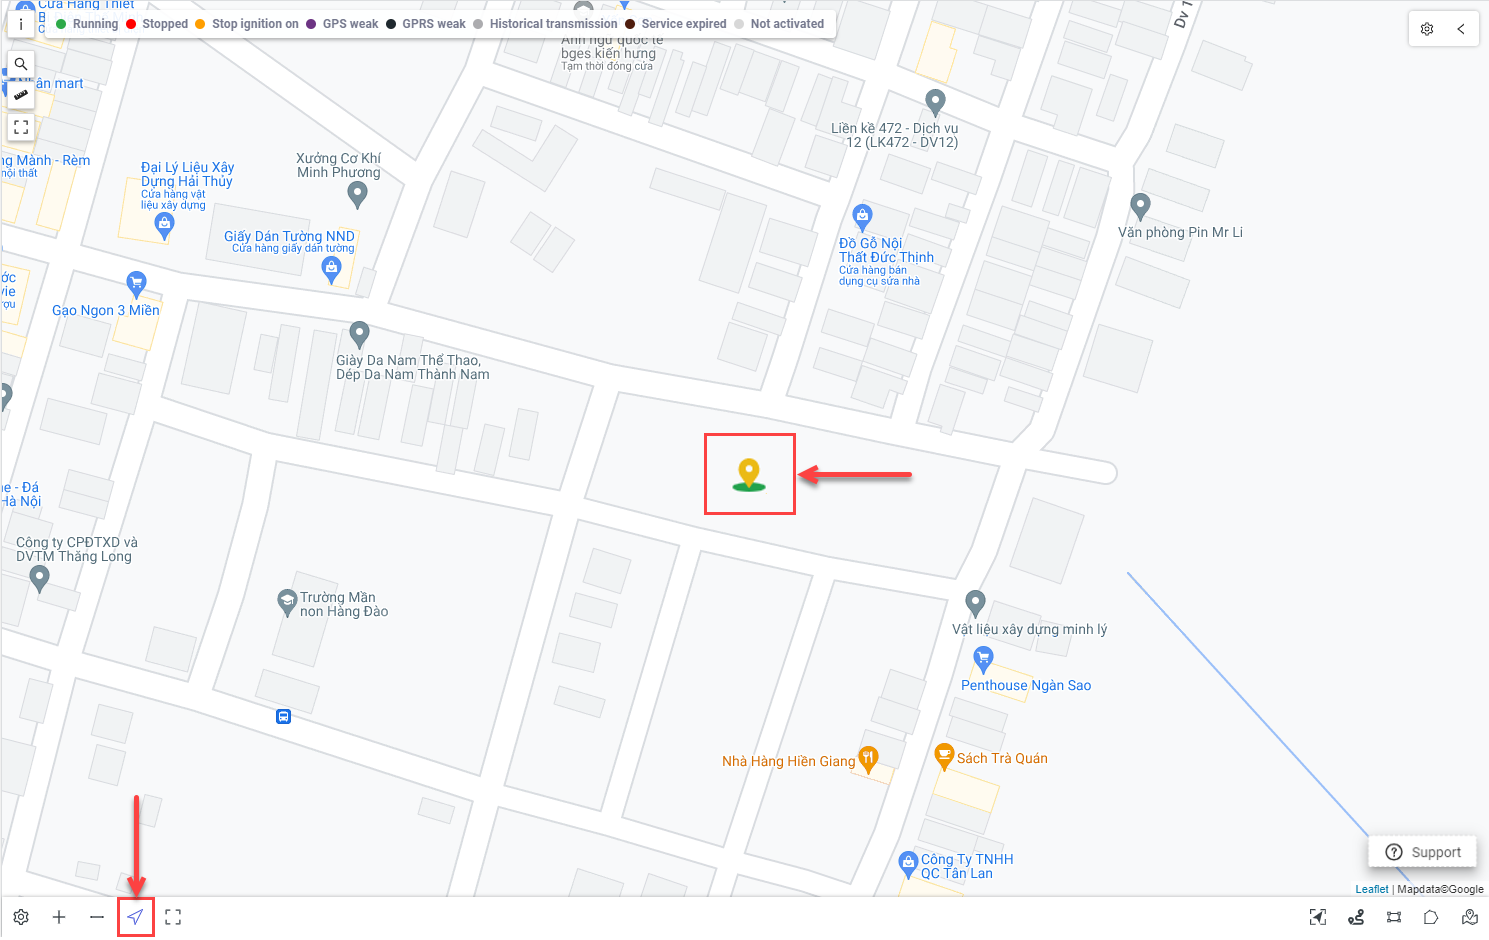 Cửa Hàng Thiết
B
C
i
Running
Stopped
Stop ignition on
GPS weak
GPRS weak
Historical transmission
Service expired
Not activated
Dv 1
Anh ngữ quốc tế
bges kiến hưng
Tạm thời đóng cửa
Nhân mart
Liền kề 472 - Dịch vụ
12 (LK472 - DV12)
ng Mành - Rèm
nội thất
Đại Lý Liệu Xây
Dựng Hải Thủy
Cửa hàng vật
liệu xây dựng
Xưởng Cơ Khí
Minh Phương
Giấy Dán Tường NND
Cửa hàng giấy dán tường
Văn phòng Pin Mr Li
Đồ Gỗ Nội
Thất Đức Thịnh
Cửa hàng bán
dụng cụ sửa nhà
ớc
vie
rượu
Gạo Ngon 3 Miền
Giày Da Nam Thể Thao,
Dép Da Nam Thành Nam
ne - Đá
Hà Nội
Công ty CPĐTXD và
DVTM Thăng Long
Trường Mần
non Hàng Đào
Vật liệu xây dựng minh lý
Penthouse Ngàn Sao
Nhà Hàng Hiền Giang
Sách Trà Quán
Công Ty TNHH
QC Tân Lan
Support
Leaflet | Mapdata©Google